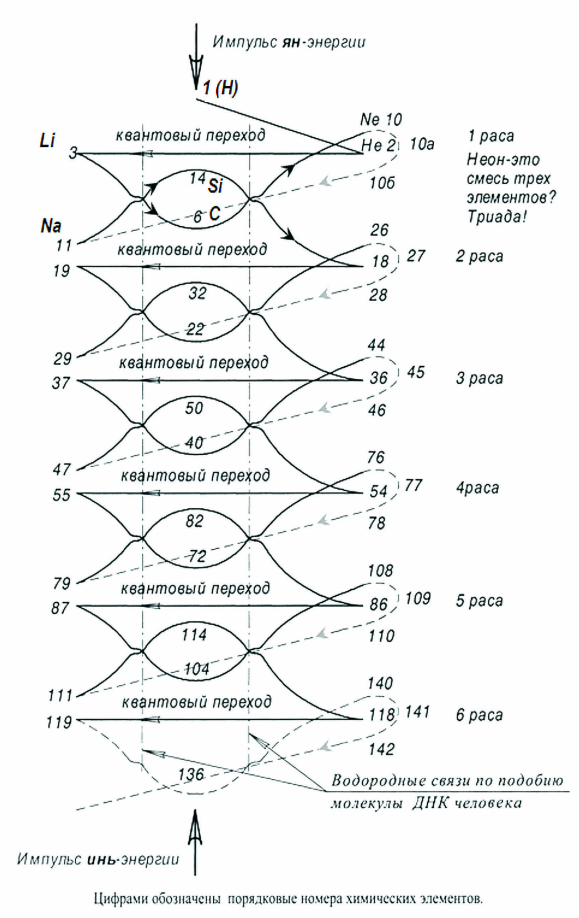 Импульс ян-энергии
1 (H)
Ne 10
Li
квантовый переход
1 раса
3
He 2
10а
14
Si
10б
Неон-это
смесь трех
элементов?
Триада!
6
C
Na
11
26
19
квантовый переход
18
27
2 раса
32
28
22
29
44
37
квантовый переход
36
45
3 раса
50
46
40
47
76
55
квантовый переход
54
77
4раса
82
78
72
79
108
87
квантовый переход
86
109
5 раса
114
110
104
111
140
119
квантовый переход
118
141
6 раса
142
136
Водородные связи по подобию
молекулы ДНК человека
Импульс инь-энергии
Цифрами обозначены порядковые номера химических элементов.